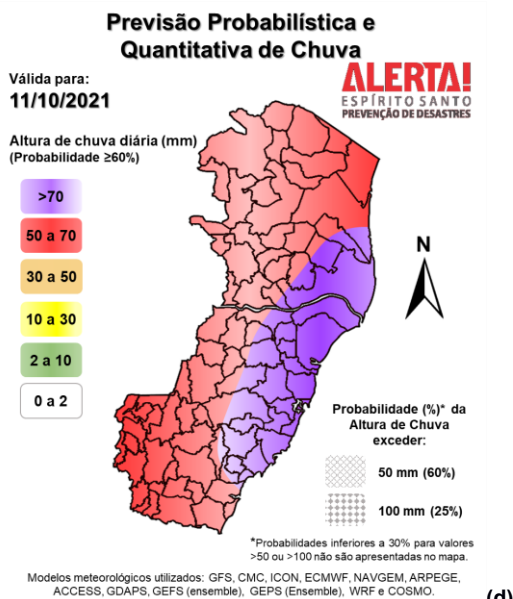 Previsão Probabilística e
Quantitativa de Chuva
Válida para:
11/10/2021
ALERTA!
ESPÍRITO SANTO
PREVENÇÃO DE DESASTRES
Altura de chuva diária (mm)
(Probabilidade ≥60%)
>70
50 a 70
30 a 50
10 a 30
2 a 10
0 a 2
N
Probabilidade (%)* da
Altura de Chuva
exceder:
50 mm (60%)
100 mm (25%)
*Probabilidades inferiores a 30% para valores
>50 ou >100 não são apresentadas no mapa.
Modelos meteorológicos utilizados: GFS, CMC, ICON, ECMWF, NAVGEM, ARPEGE,
ACCESS, GDAPS, GEFS (ensemble), GEPS (Ensemble), WRF e COSMO.
(d)